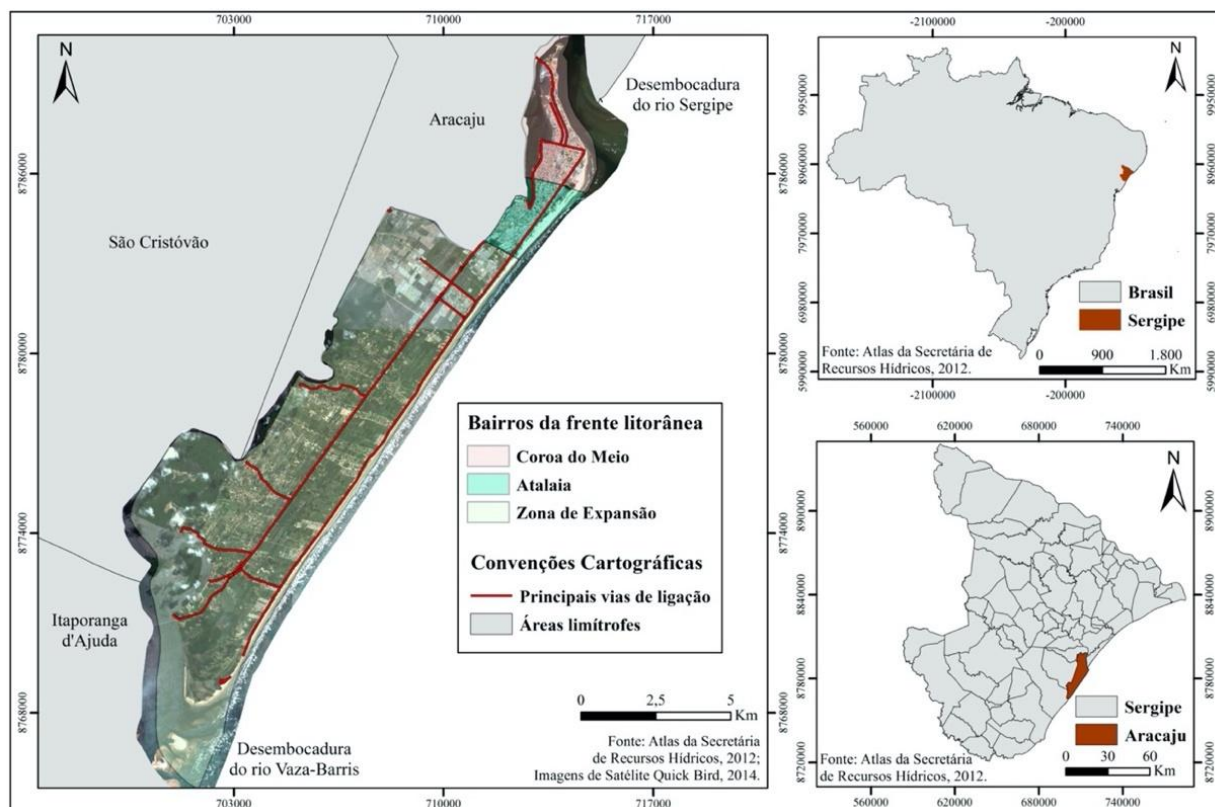 703000
710000
717000
N
Desembocadura
do rio Sergipe
Aracaju
São Cristóvão
8786000
8786000
8780000
8780000
8774000
8774000
8768000
8768000
Bairros da frente litorânea
Coroa do Meio
Atalaia
Zona de Expansão
Convenções Cartográficas
Principais vias de ligação
Áreas limítrofes
Itaporanga
d'Ajuda
Desembocadura
do rio Vaza-Barris
0 2,5 5
Km
Fonte: Atlas da Secretária
de Recursos Hídricos, 2012;
Imagens de Satélite Quick Bird, 2014.
703000
710000
717000
-2100000
-200000
N
9950000
9950000
8960000
8960000
7970000
7970000
6980000
6980000
5990000
5990000
Brasil
Sergipe
Fonte: Atlas da Secretária de
Recursos Hídricos, 2012.
0 900 1.800
Km
-2100000
-200000
560000
620000
680000
740000
N
8900000
8900000
8840000
8840000
8780000
8780000
8720000
8720000
Sergipe
Aracaju
Fonte: Atlas da Secretária
de Recursos Hídricos, 2012.
0 30 60
Km
560000
620000
680000
740000